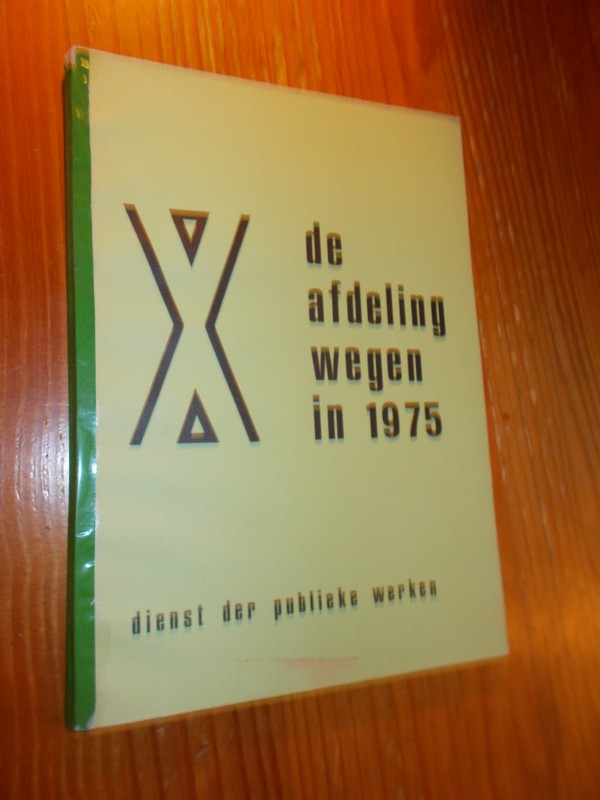 de
afdeling
wegen
in 1975
dienst der publieke werken